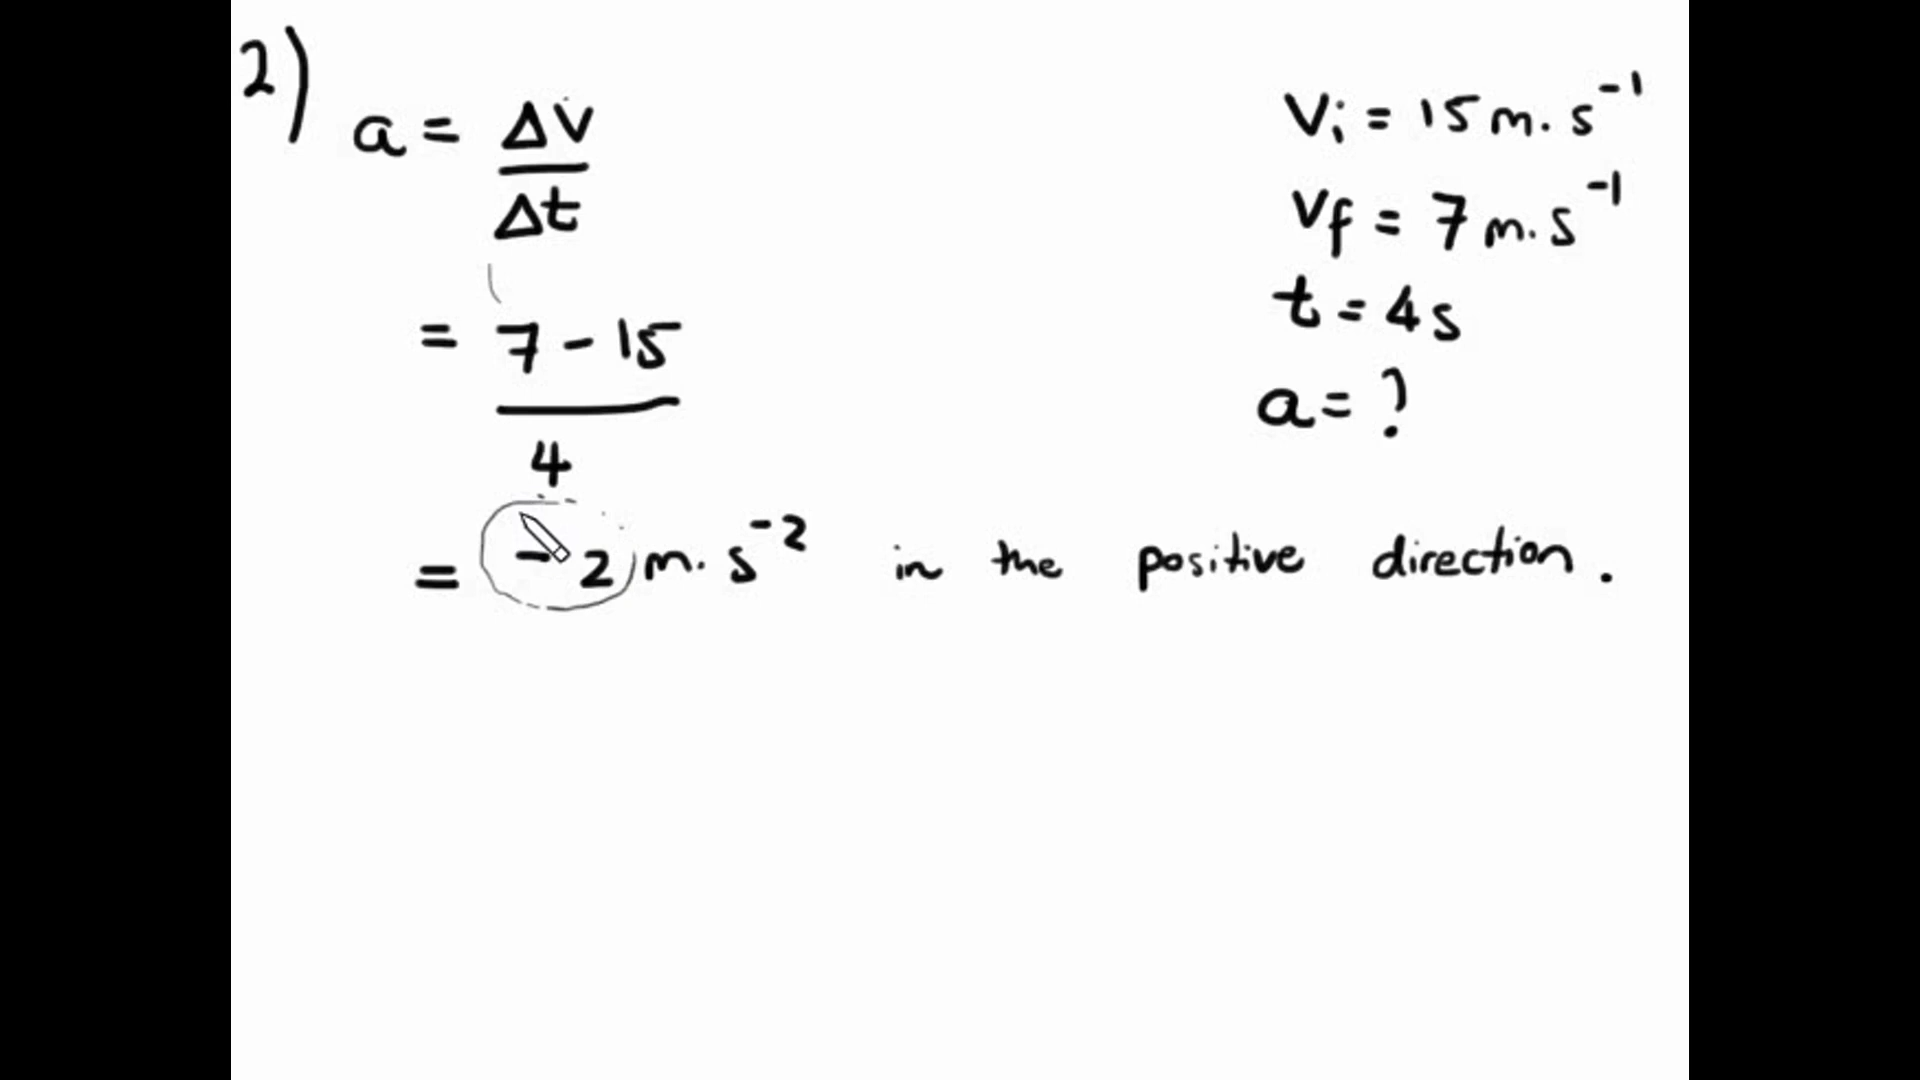 2)
a = Δv
Δt
= 7 - 15
4
= -2 m.s⁻² in the positive direction.
Vi = 15 m.s⁻¹
Vf = 7 m.s⁻¹
t = 4s
a = ?